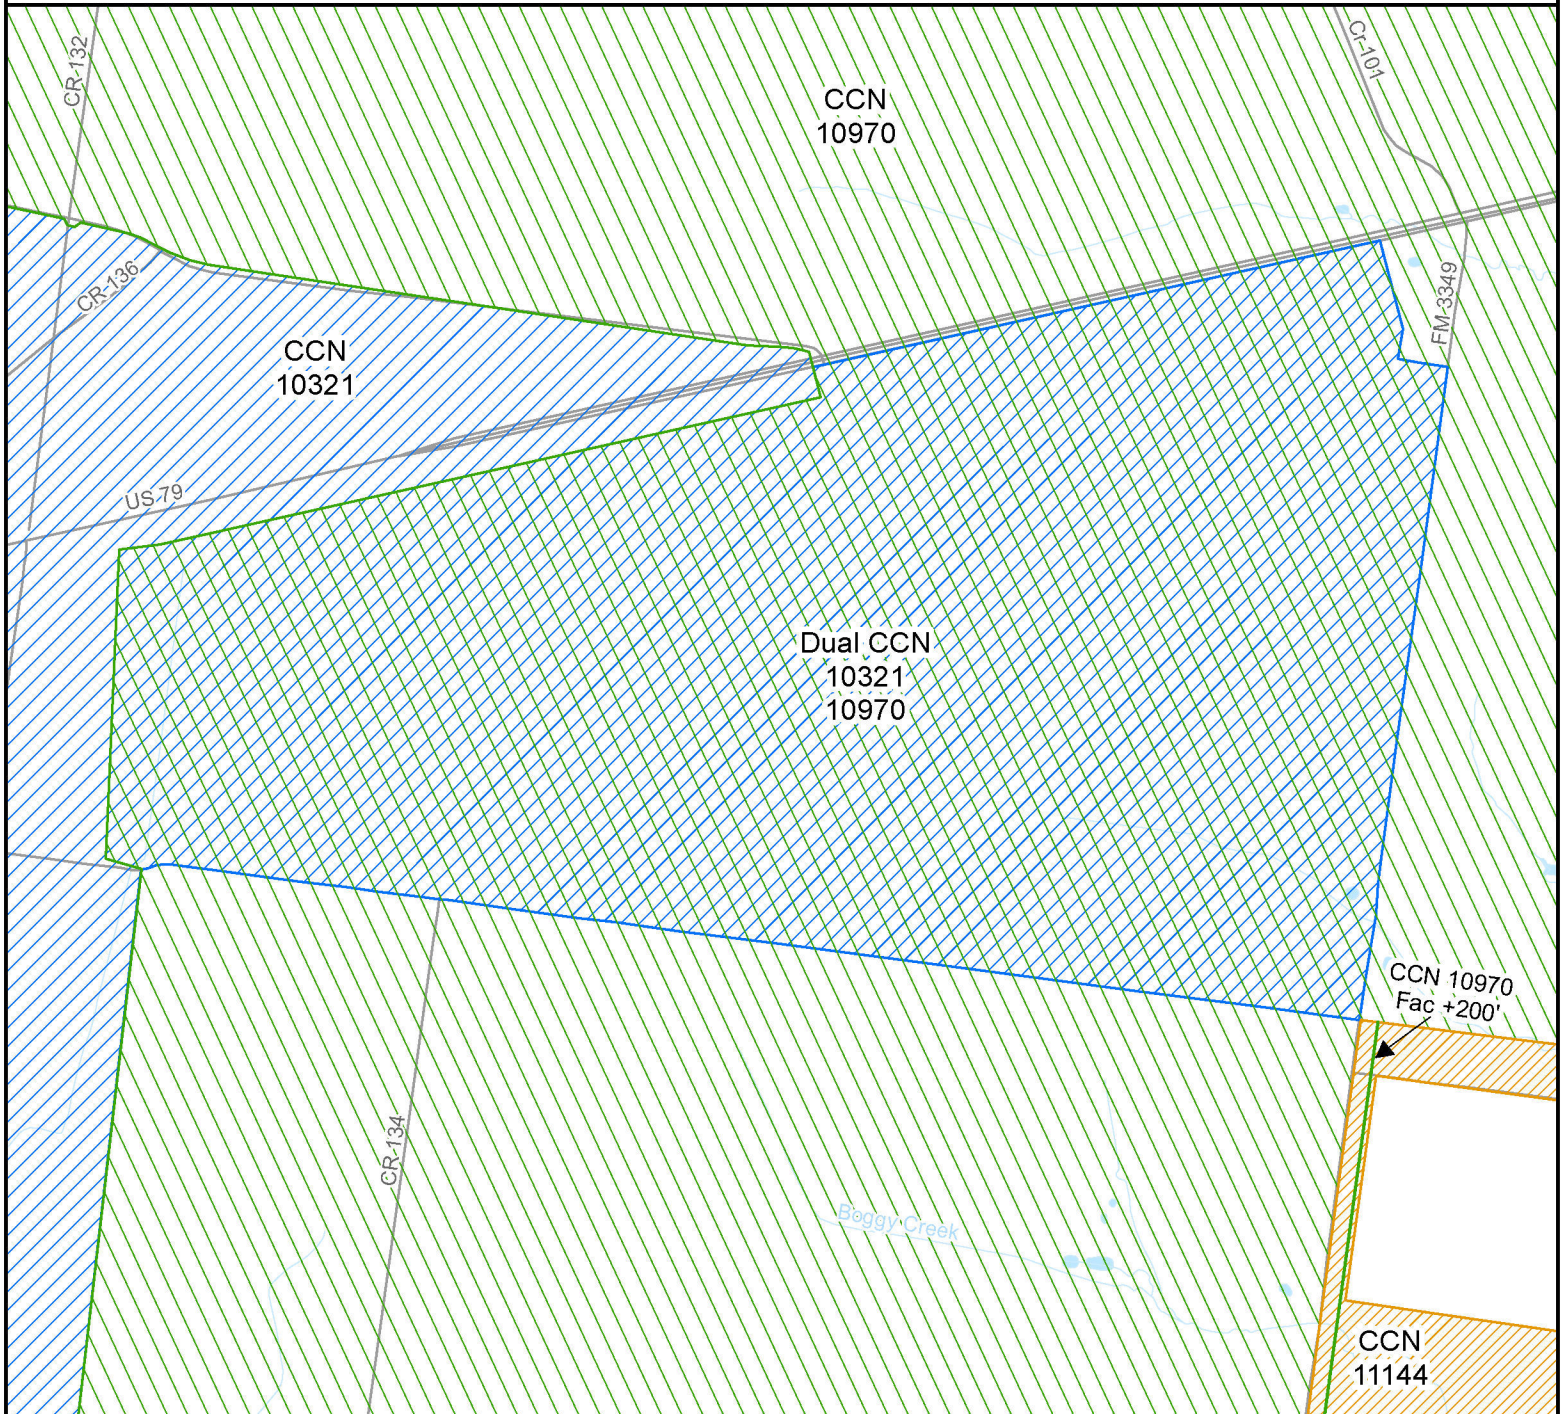 CR-132
Cr-101
CCN
10970
CR-136
FM-3349
CCN
10321
US-79
Dual CCN
10321
10970
CCN 10970
Fac +200'
CR-134
Boggy Creek
CCN
11144